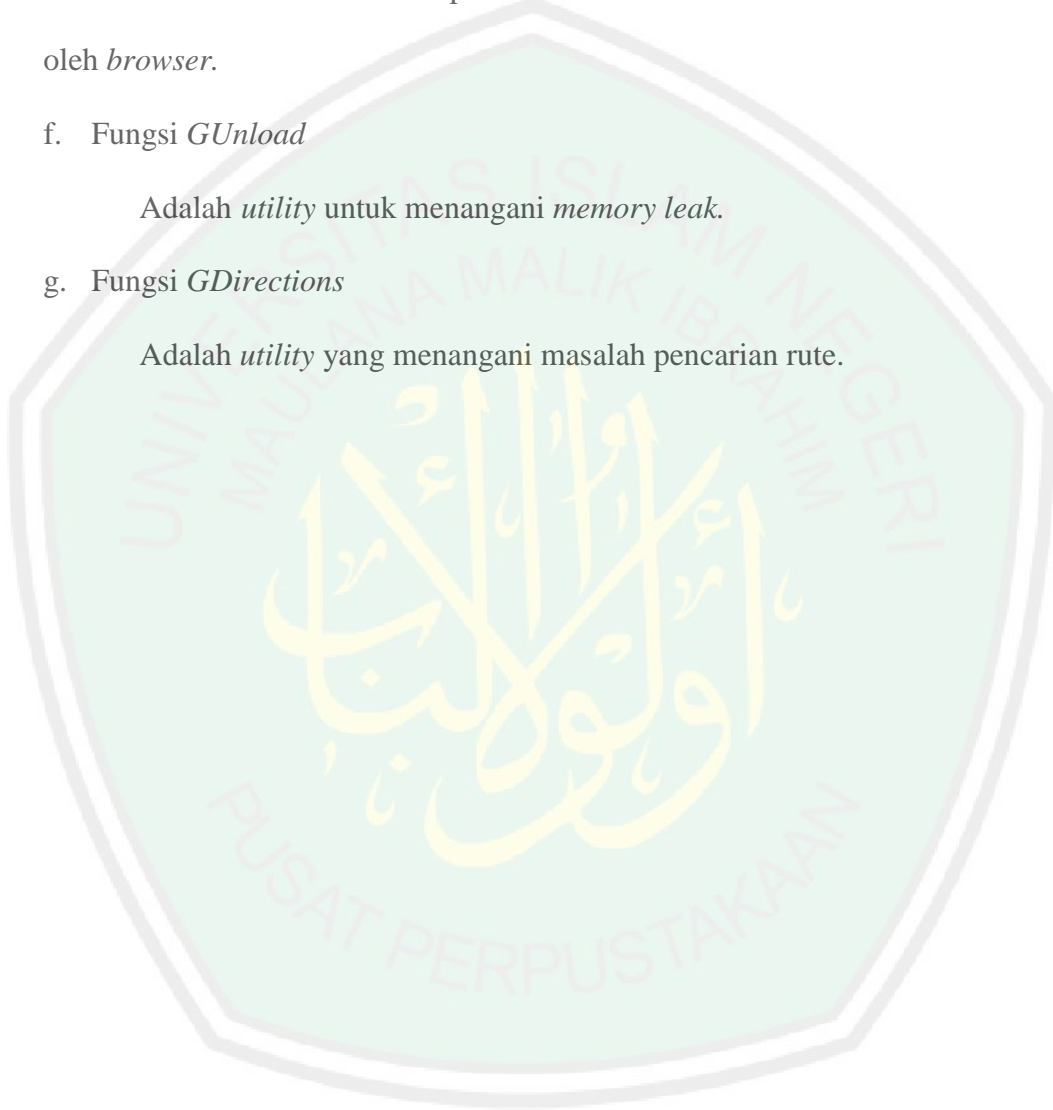 oleh browser.
f. Fungsi GUnload
Adalah utility untuk menangani memory leak.
g. Fungsi GDirections
Adalah utility yang menangani masalah pencarian rute.
UNIVERSITAS ISLAM NEGERI
MAULANA MALIK IBRAHIM
PUSAT PERPUSTAKAAN